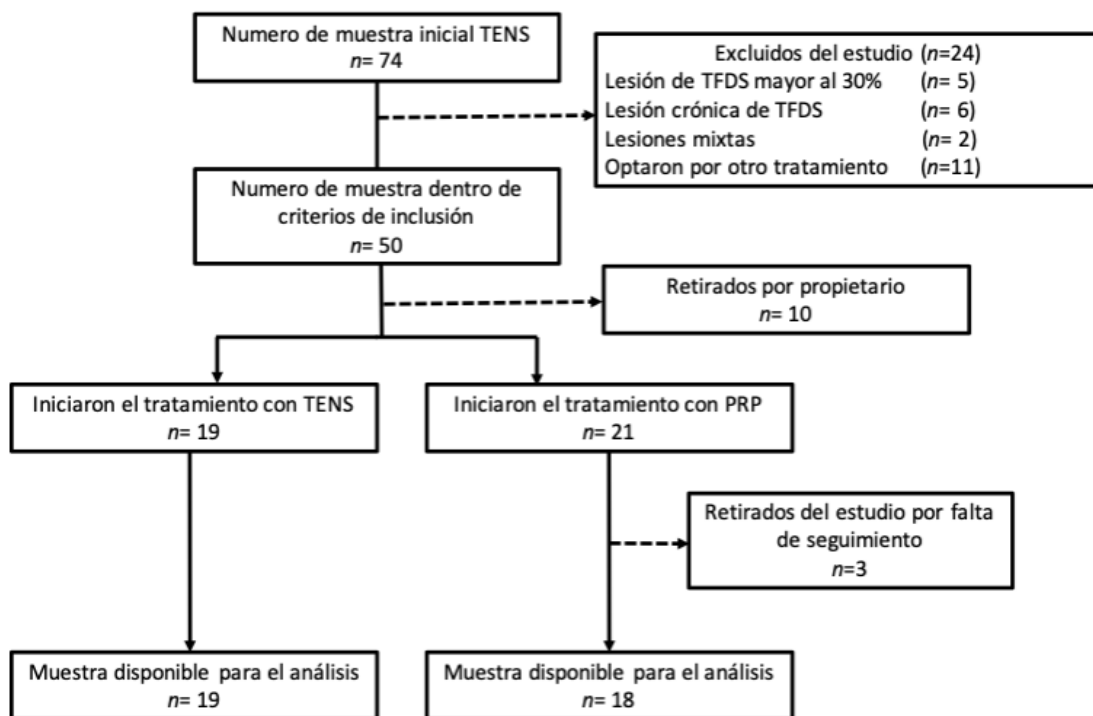 Numero de muestra inicial TENS
n= 74
Excluidos del estudio (n=24)
Lesión de TFDS mayor al 30% (n= 5)
Lesión crónica de TFDS (n= 6)
Lesiones mixtas (n= 2)
Optaron por otro tratamiento (n=11)
Numero de muestra dentro de
criterios de inclusión
n= 50
Retirados por propietario
n= 10
Iniciaron el tratamiento con TENS
n= 19
Iniciaron el tratamiento con PRP
n= 21
Retirados del estudio por falta
de seguimiento
n=3
Muestra disponible para el análisis
n= 19
Muestra disponible para el análisis
n= 18